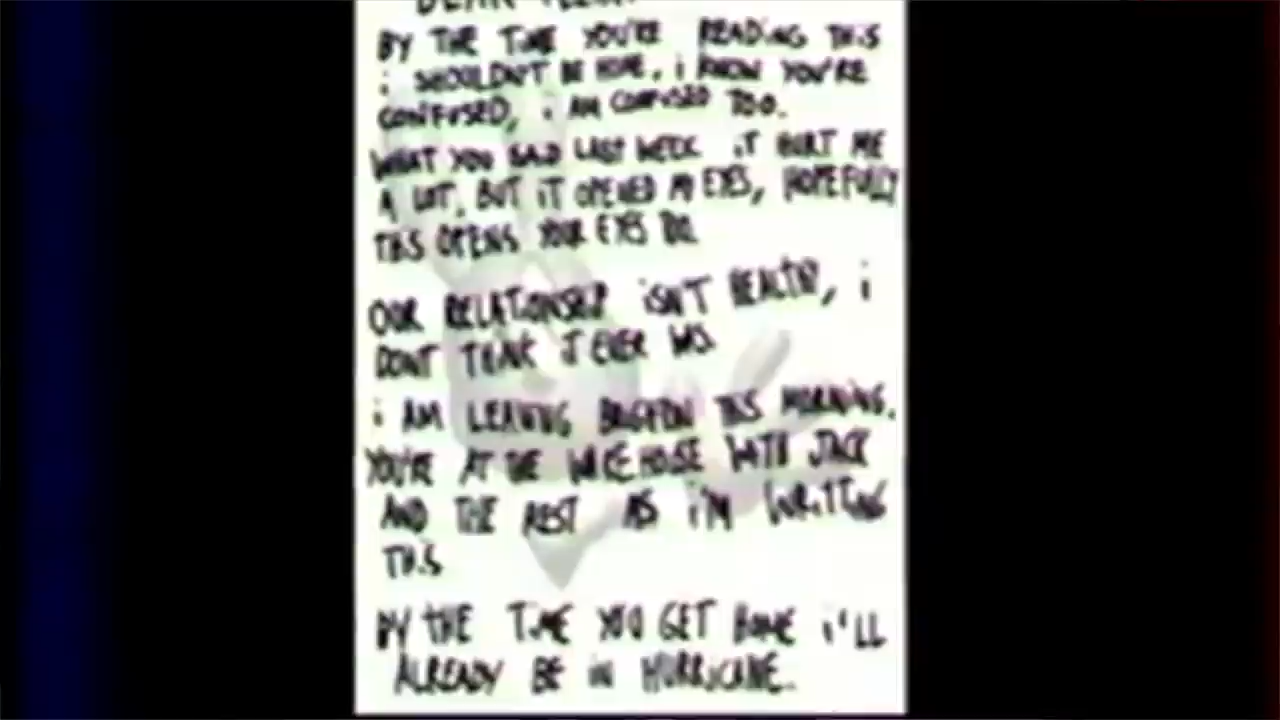 DEAR
BY THE TIME YOU'RE READING THIS
i SHOULDN'T BE HOME, i KNOW YOU'RE
CONFUSED, i AM CONFUSED TOO.
WHAT YOU SAID LAST WEEK iT HURT ME
A LOT, BUT iT OPENED MY EYES, HOPEFULLY
THIS OPENS YOUR EYES TOO.
OUR RELATIONSHIP iSN'T HEALTHY, i
DONT THINK iT EVER WAS.
i AM LEAVING THIS MORNING.
YOU'RE AT THE WITH JACK
AND THE REST AS i'M WRiTiNG
THiS
BY THE TiME YOU GET HOME i'LL
ALREADY BE iN HURRiCANE.